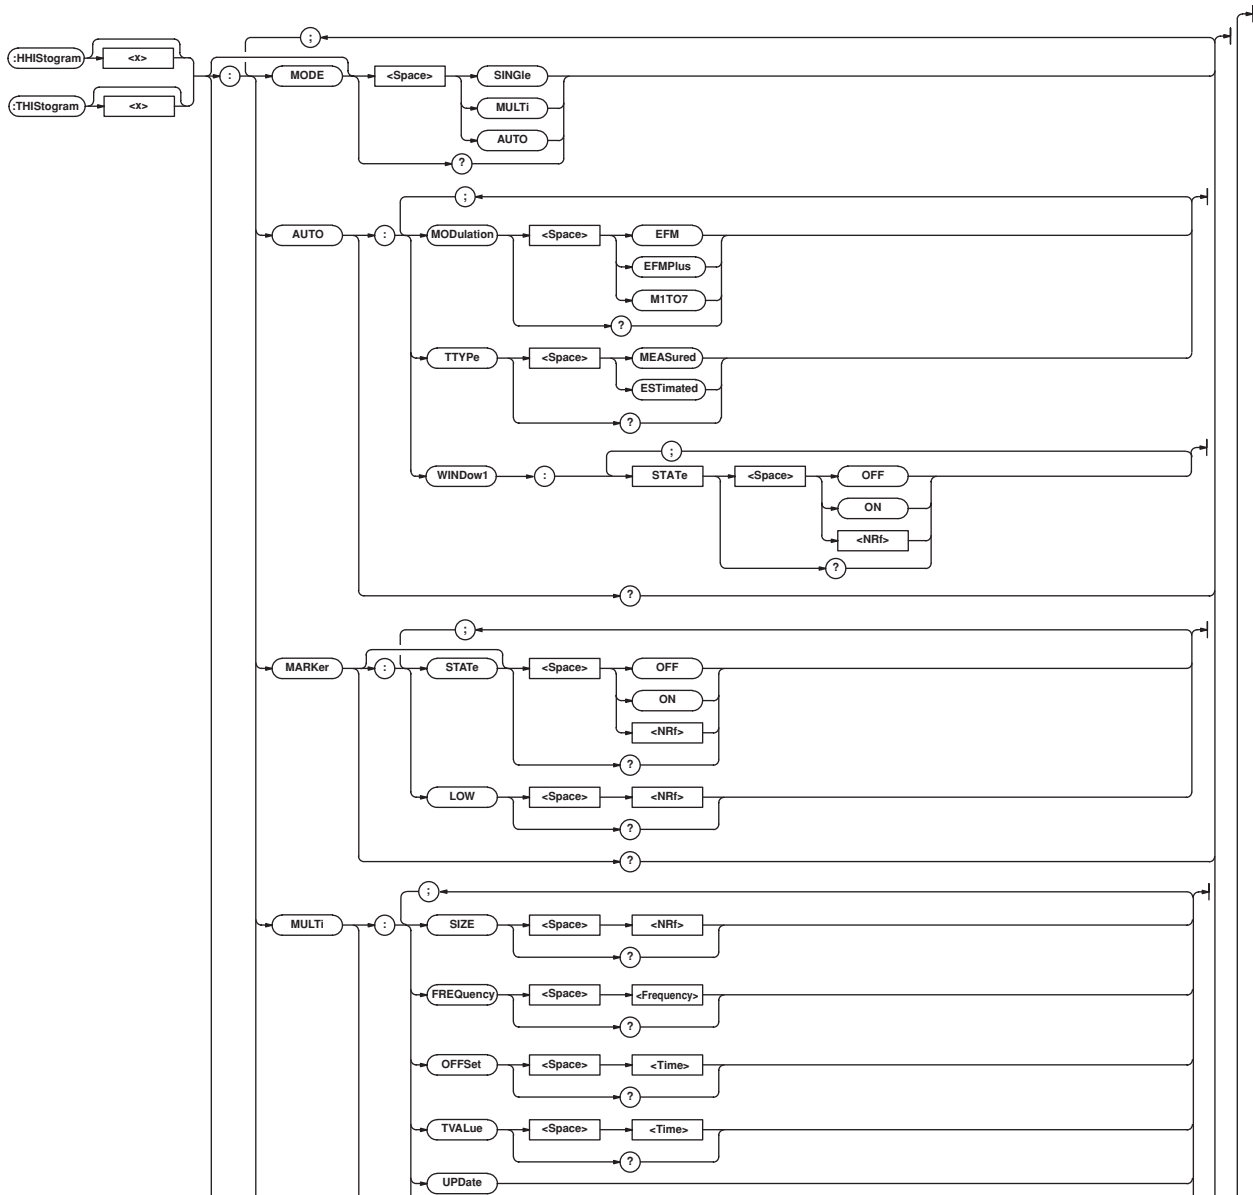 ;
:HHIStogram <x> : MODE <Space> SINGle
MULTi
:THIStogram <x>
AUTO
?
;
AUTO : MODulation <Space> EFM
EFMPlus
M1TO7
?
TTYPe <Space> MEASured
ESTimated
?
;
WINDow1 : STATe <Space> OFF
ON
<NRf>
?
?
;
MARKer : STATe <Space> OFF
ON
<NRf>
?
LOW <Space> <NRf>
?
?
;
MULTi : SIZE <Space> <NRf>
?
FREQuency <Space> <Frequency>
?
OFFSet <Space> <Time>
?
TVALue <Space> <Time>
?
UPDate